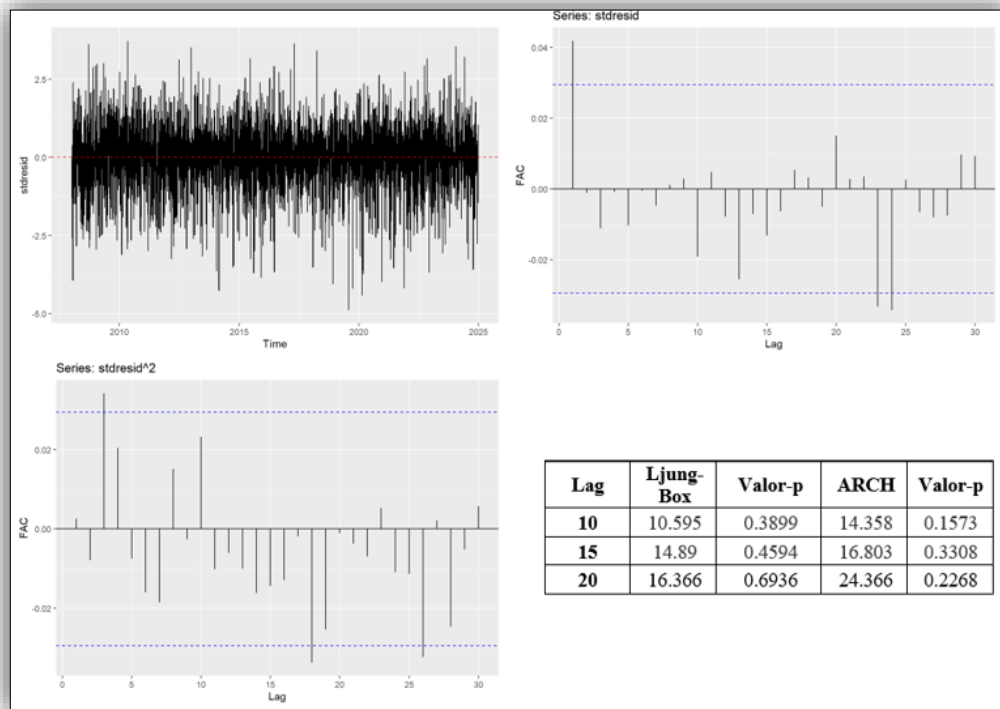 stdresid
2.5
0.0
-2.5
-5.0
2010 2015 2020 2025
Time
Series: stdresid
FAC
0.04
0.02
0.00
-0.02
0 5 10 15 20 25 30
Lag
Series: stdresid^2
FAC
0.02
0.00
-0.02
0 5 10 15 20 25 30
Lag
Lag Ljung-Box Valor-p ARCH Valor-p
10 10.595 0.3899 14.358 0.1573
15 14.89 0.4594 16.803 0.3308
20 16.366 0.6936 24.366 0.2268